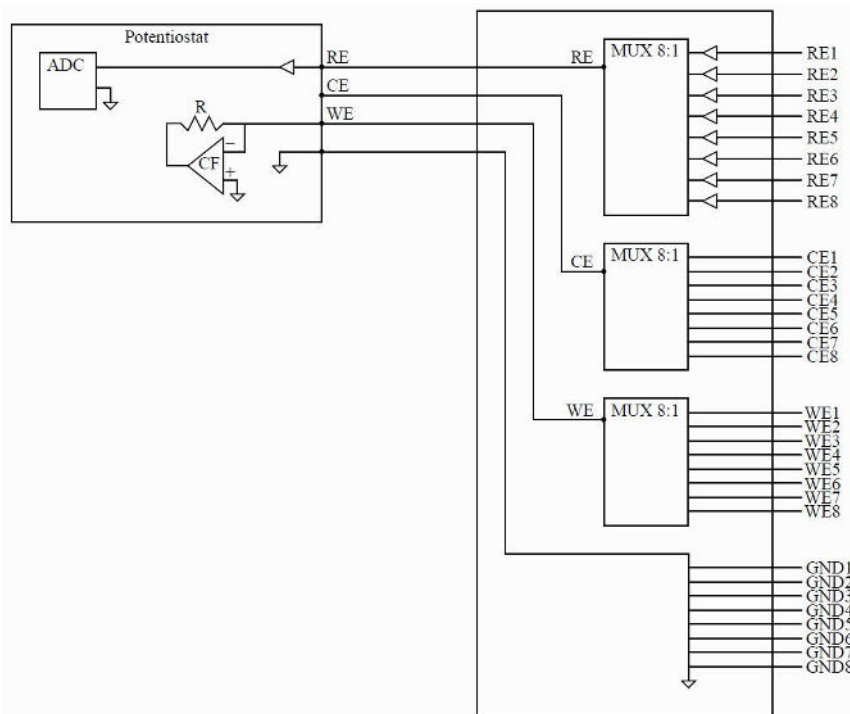 Potentiostat
ADC
R
CF
−
+
RE
CE
WE
RE
MUX 8:1
RE1
RE2
RE3
RE4
RE5
RE6
RE7
RE8
CE
MUX 8:1
CE1
CE2
CE3
CE4
CE5
CE6
CE7
CE8
WE
MUX 8:1
WE1
WE2
WE3
WE4
WE5
WE6
WE7
WE8
GND1
GND2
GND3
GND4
GND5
GND6
GND7
GND8